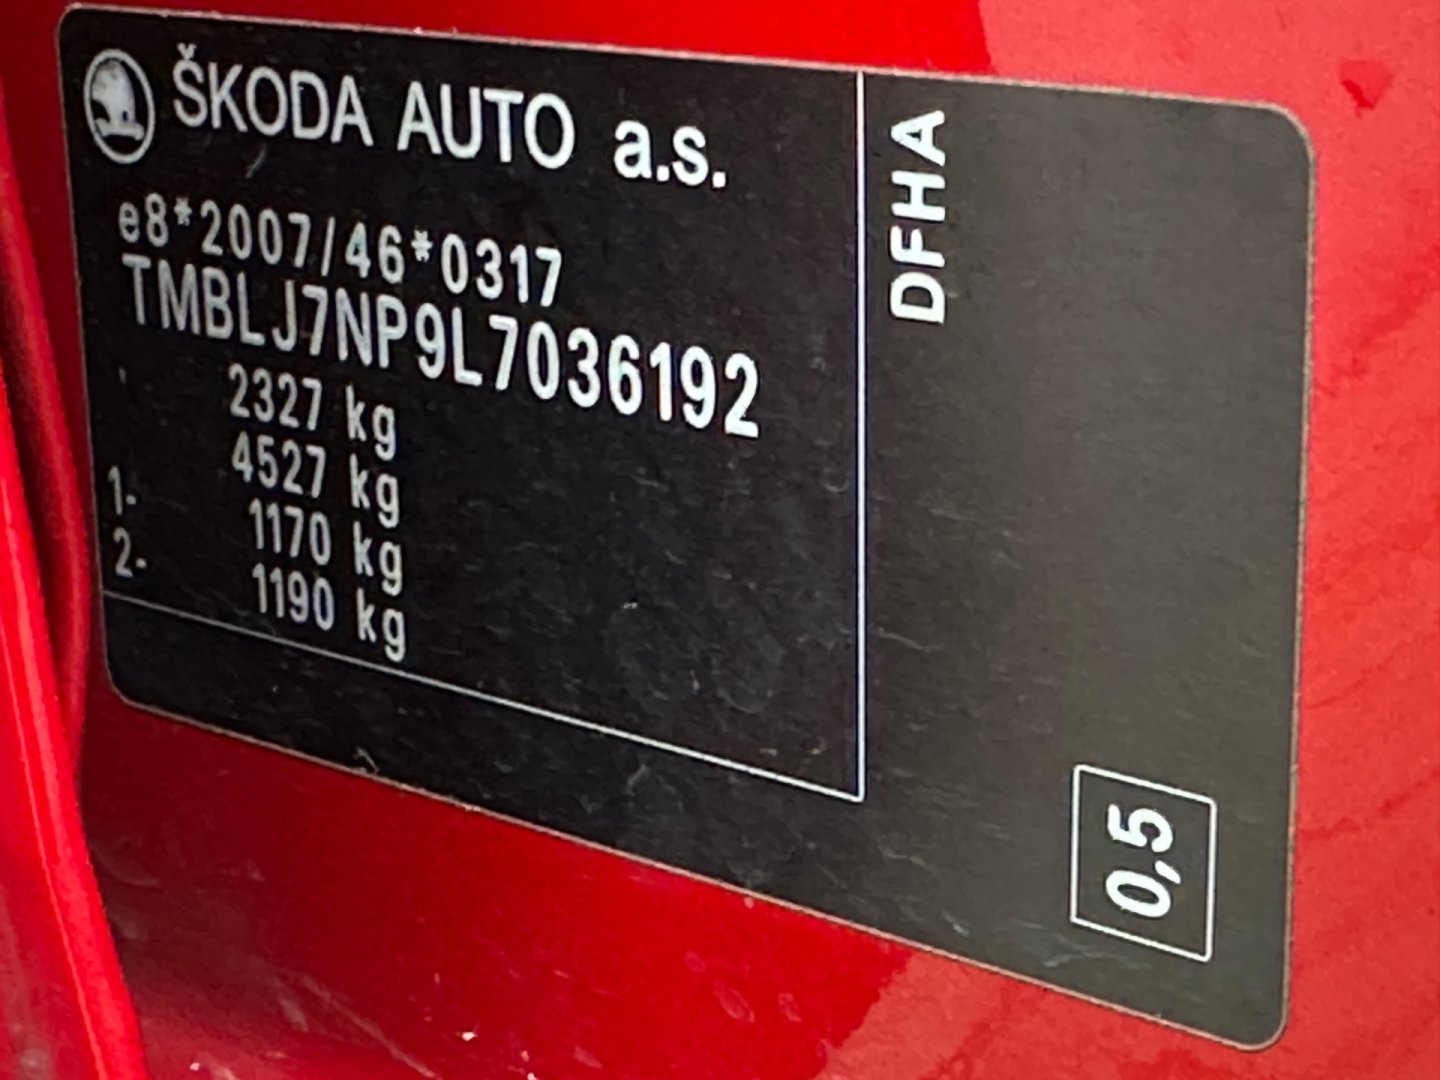 ŠKODA AUTO a.s.
e8*2007/46*0317
TMBLJ7NP9L7036192
2327 kg
4527 kg
1- 1170 kg
2- 1190 kg
DFHA
0,5